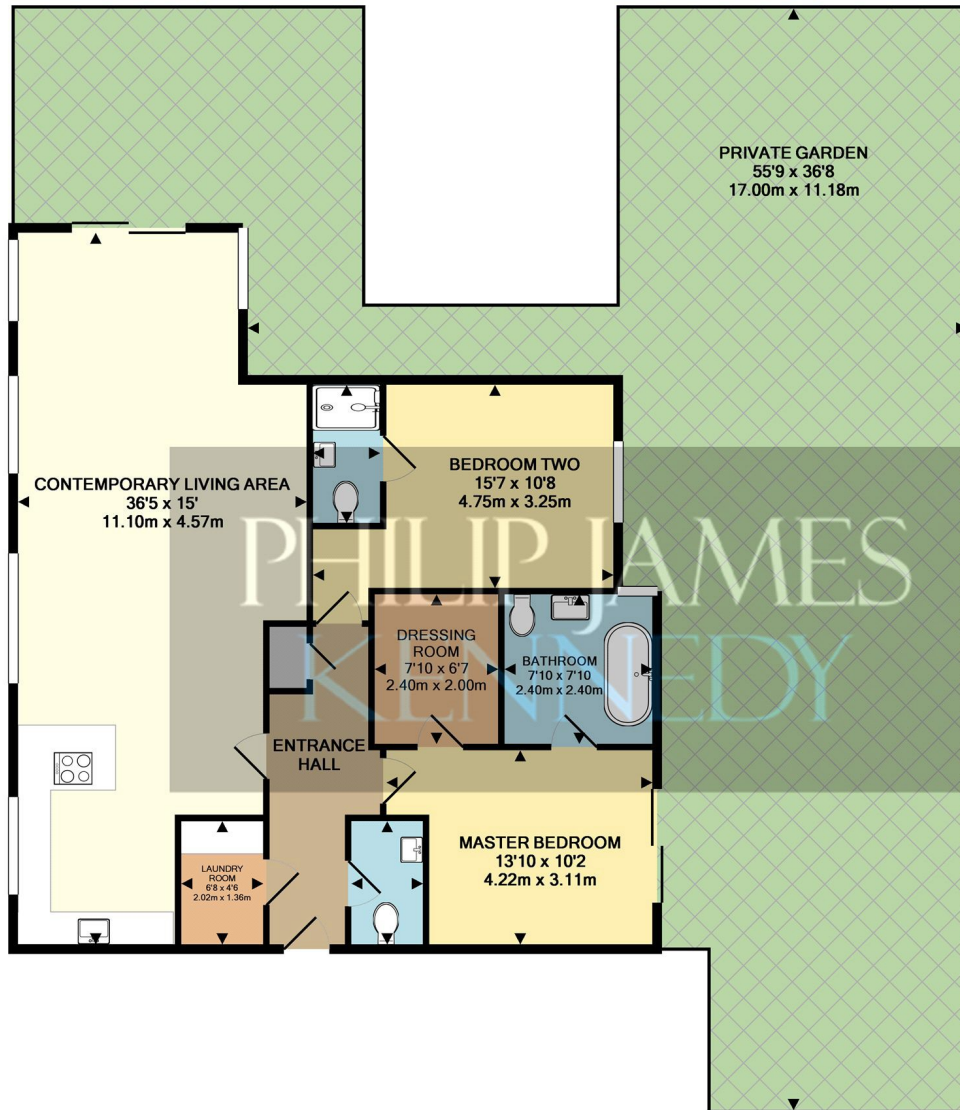 PRIVATE GARDEN
55'9 x 36'8
17.00m x 11.18m
CONTEMPORARY LIVING AREA
36'5 x 15'
11.10m x 4.57m
BEDROOM TWO
15'7 x 10'8
4.75m x 3.25m
PHILIP JAMES
KENNEDY
DRESSING
ROOM
7'10 x 6'7
2.40m x 2.00m
BATHROOM
7'10 x 7'10
2.40m x 2.40m
ENTRANCE
HALL
MASTER BEDROOM
13'10 x 10'2
4.22m x 3.11m
LAUNDRY
ROOM
6'8 x 4'6
2.02m x 1.36m